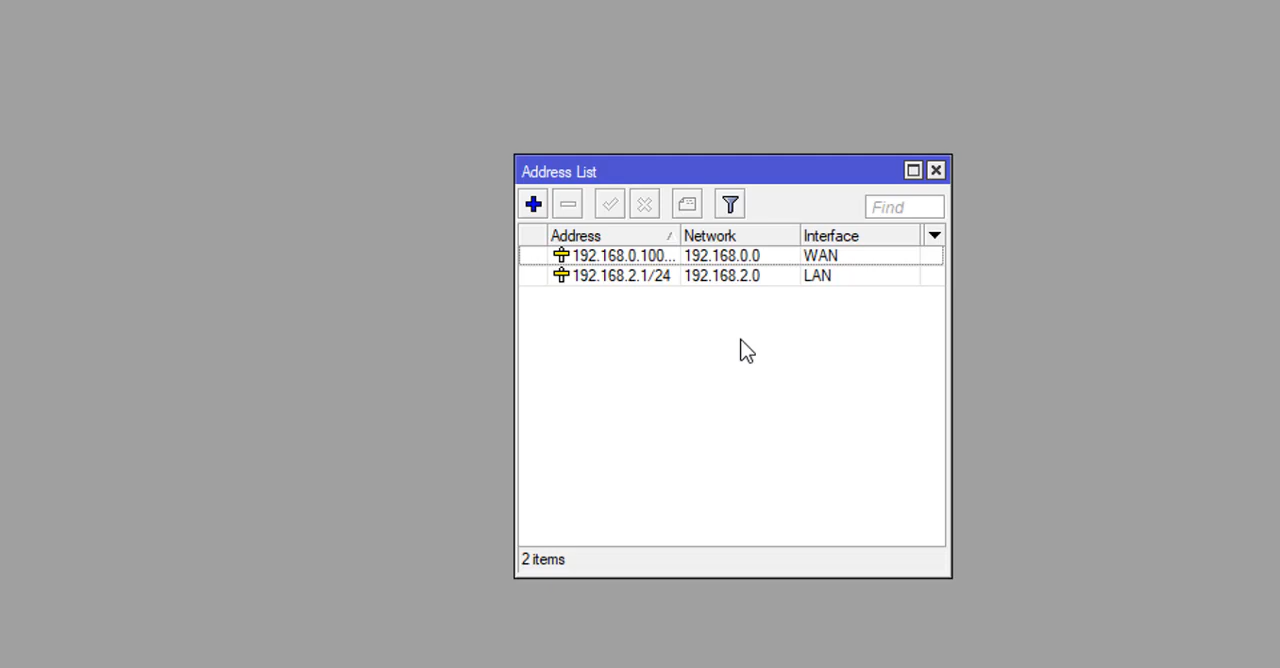 Address List
Find
Address Network Interface
192.168.0.100... 192.168.0.0 WAN
192.168.2.1/24 192.168.2.0 LAN
2 items